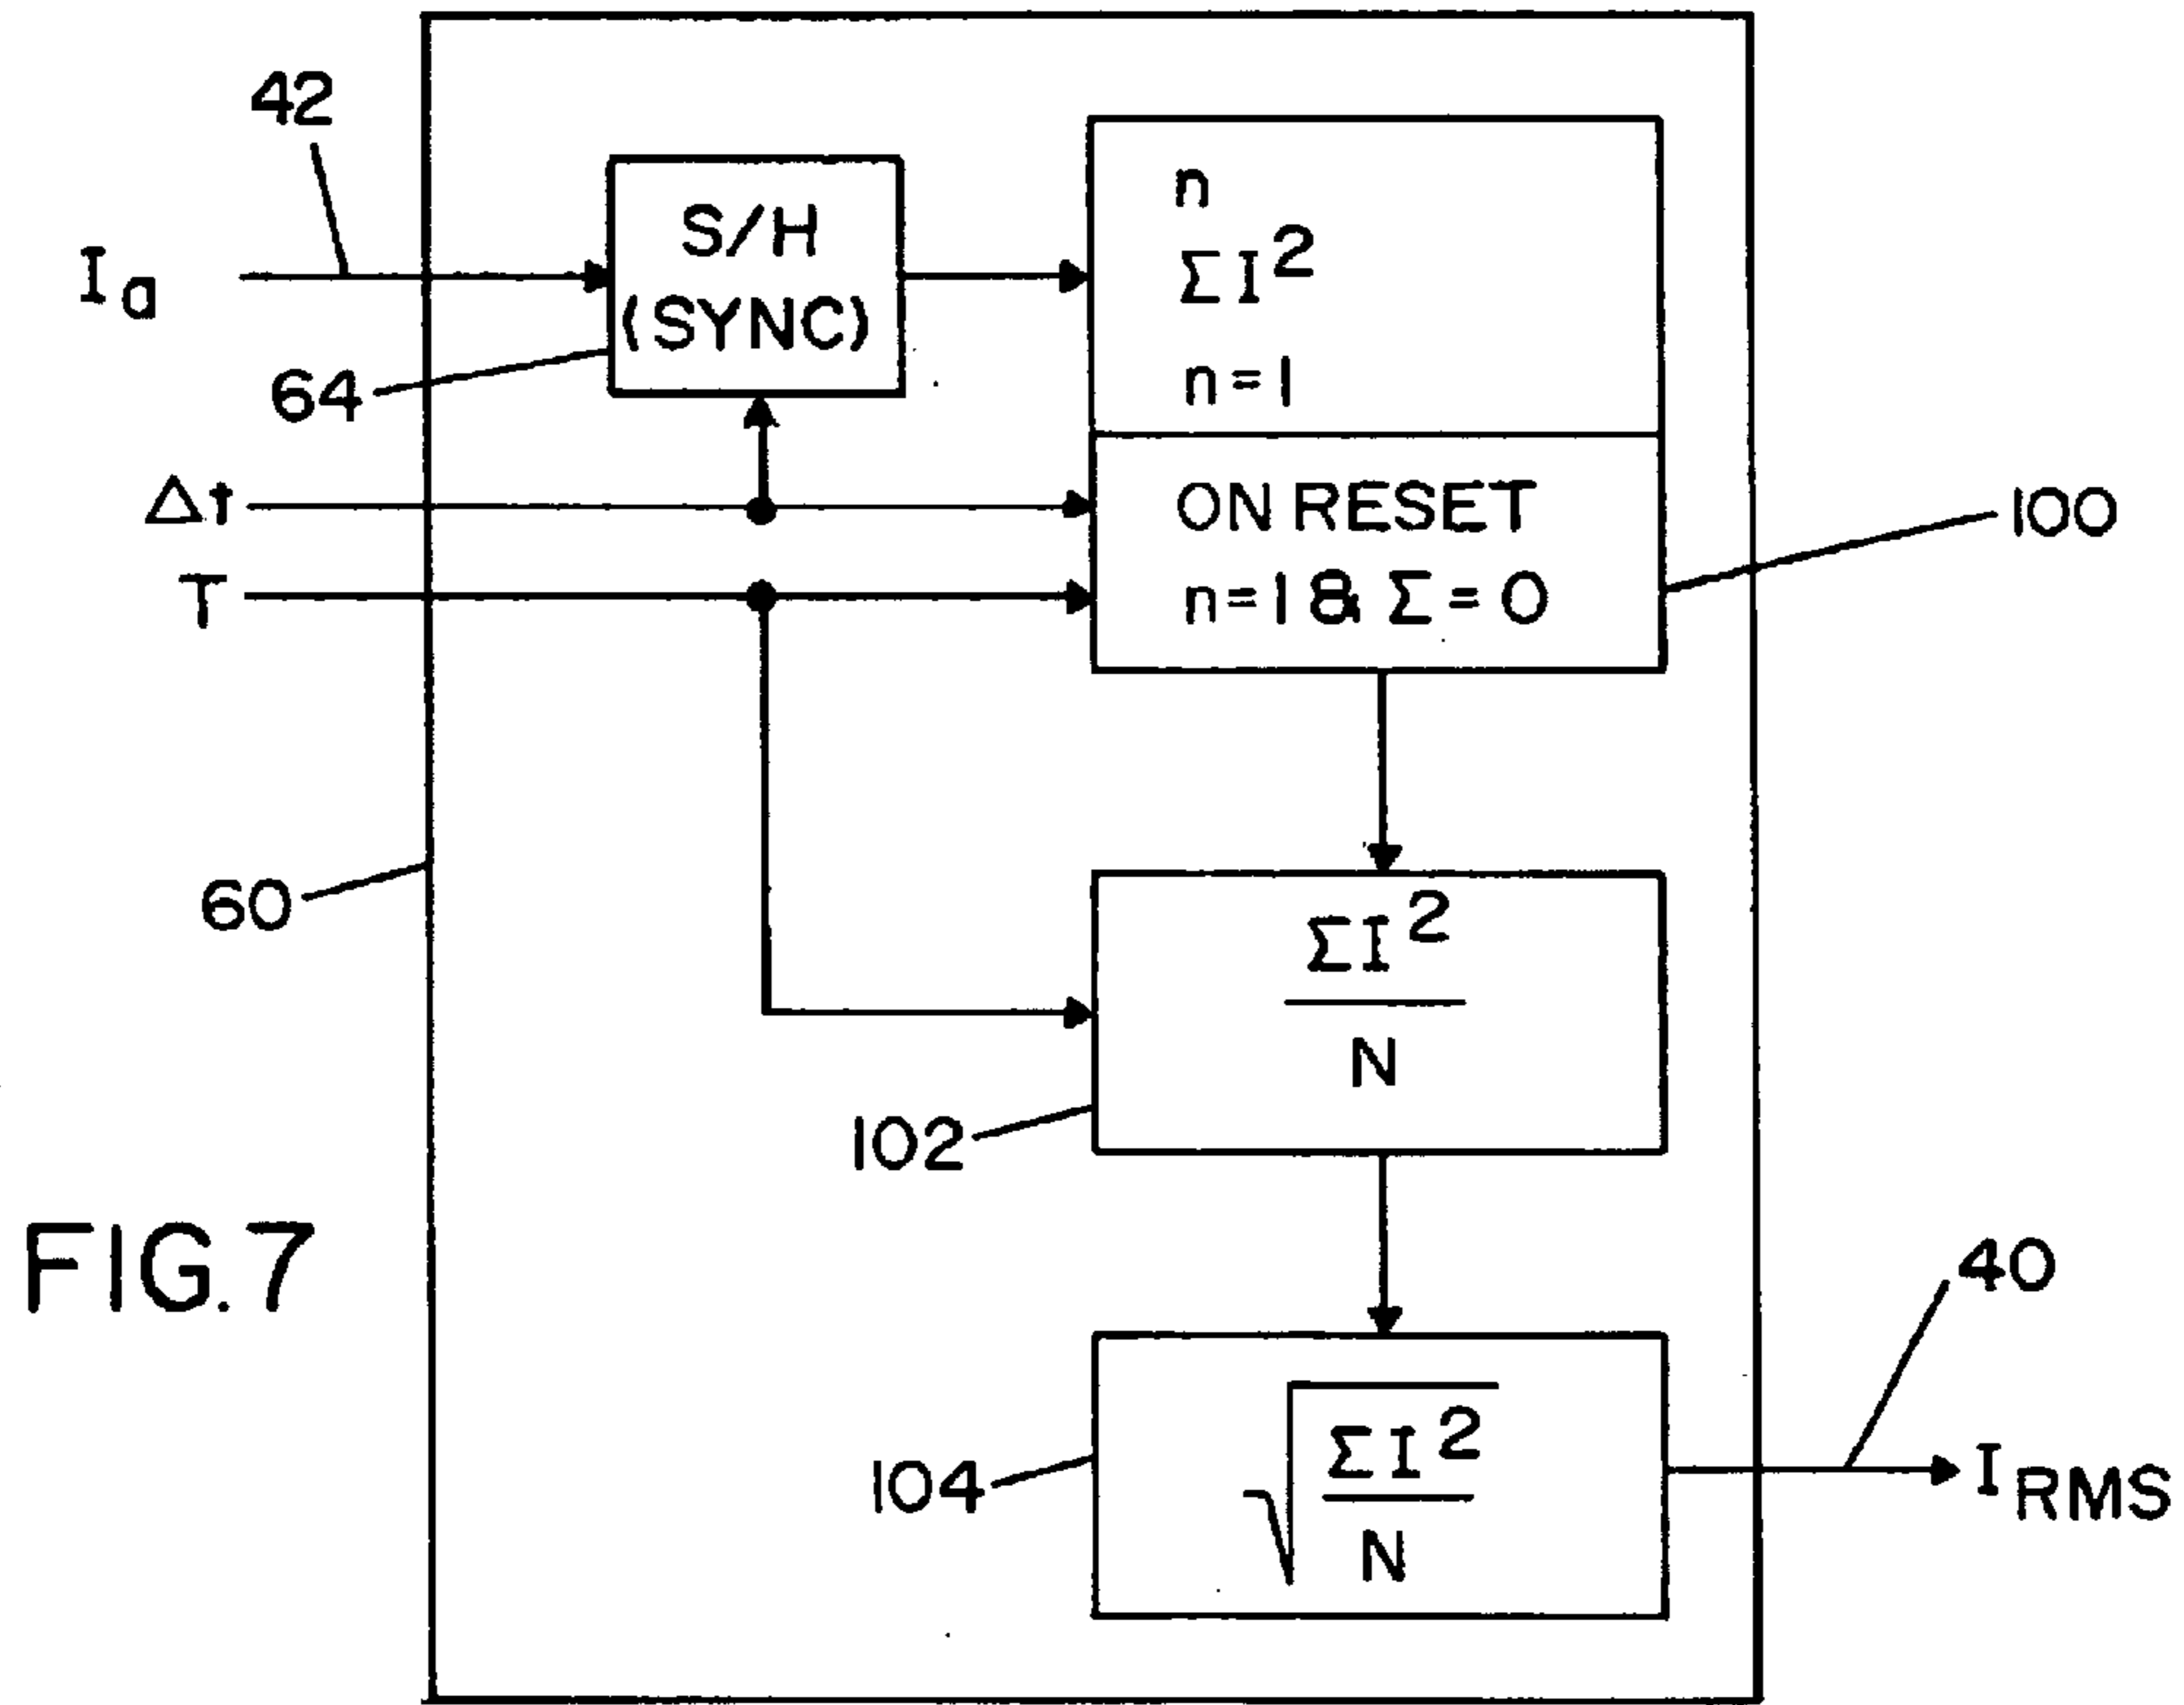 42
Ia
S/H
(SYNC)
64
n
ΣI²
n=1
Δt
T
ON RESET
n=1 & Σ=0
100
60
ΣI²
N
102
FIG. 7
√ΣI²
N
104
40
IRMS